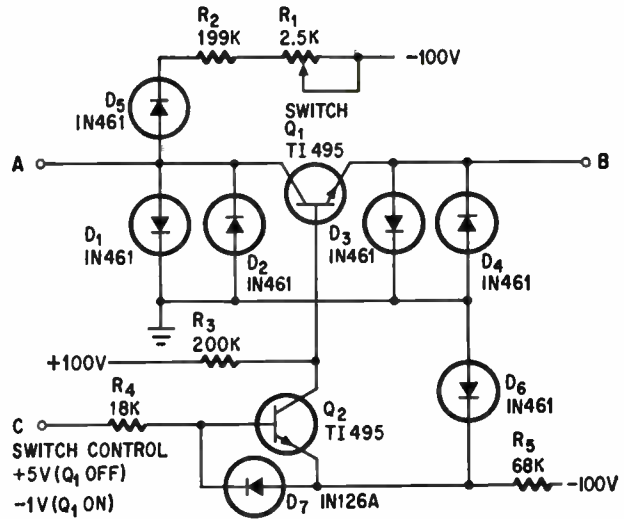 R2
199K
R1
2.5K
-100V
D5
IN461
SWITCH
Q1
TI 495
A
B
D1
IN461
D2
IN461
D3
IN461
D4
IN461
R3
200K
+100V
R4
18K
C
SWITCH CONTROL
+5V (Q1 OFF)
-1V (Q1 ON)
Q2
TI 495
D6
IN461
R5
68K
-100V
D7 IN126A